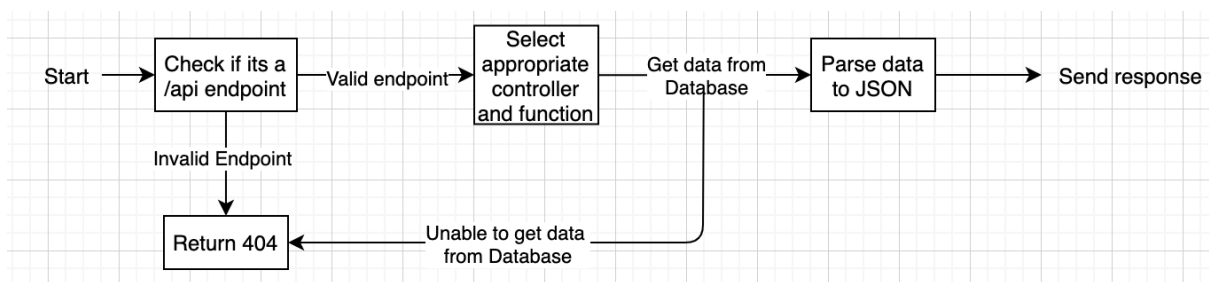 Start
Check if its a
/api endpoint
Valid endpoint
Select
appropriate
controller
and function
Get data from
Database
Parse data
to JSON
Send response
Invalid Endpoint
Return 404
Unable to get data
from Database